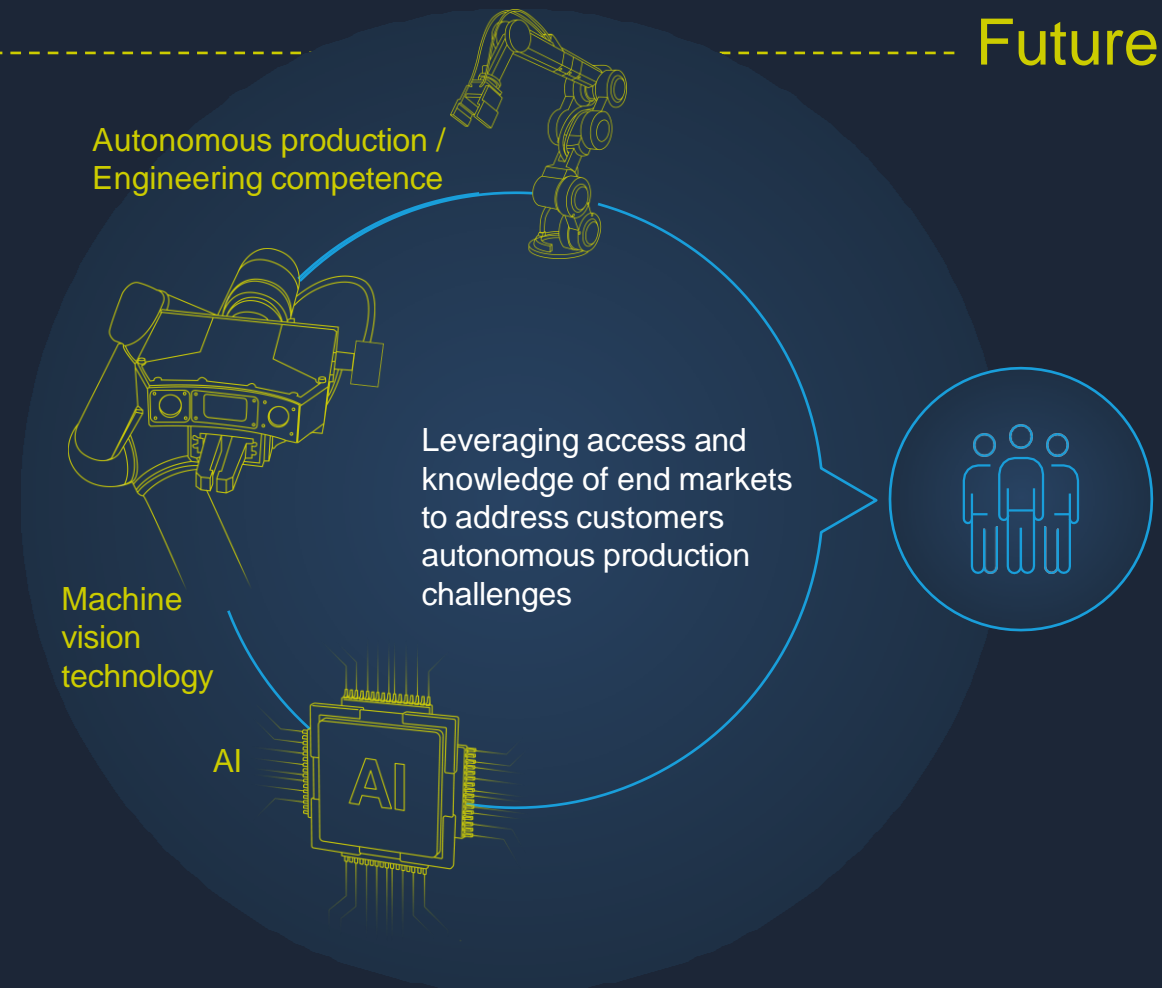 Future
Autonomous production /
Engineering competence
Leveraging access and
knowledge of end markets
to address customers
autonomous production
challenges
Machine
vision
technology
AI
AI